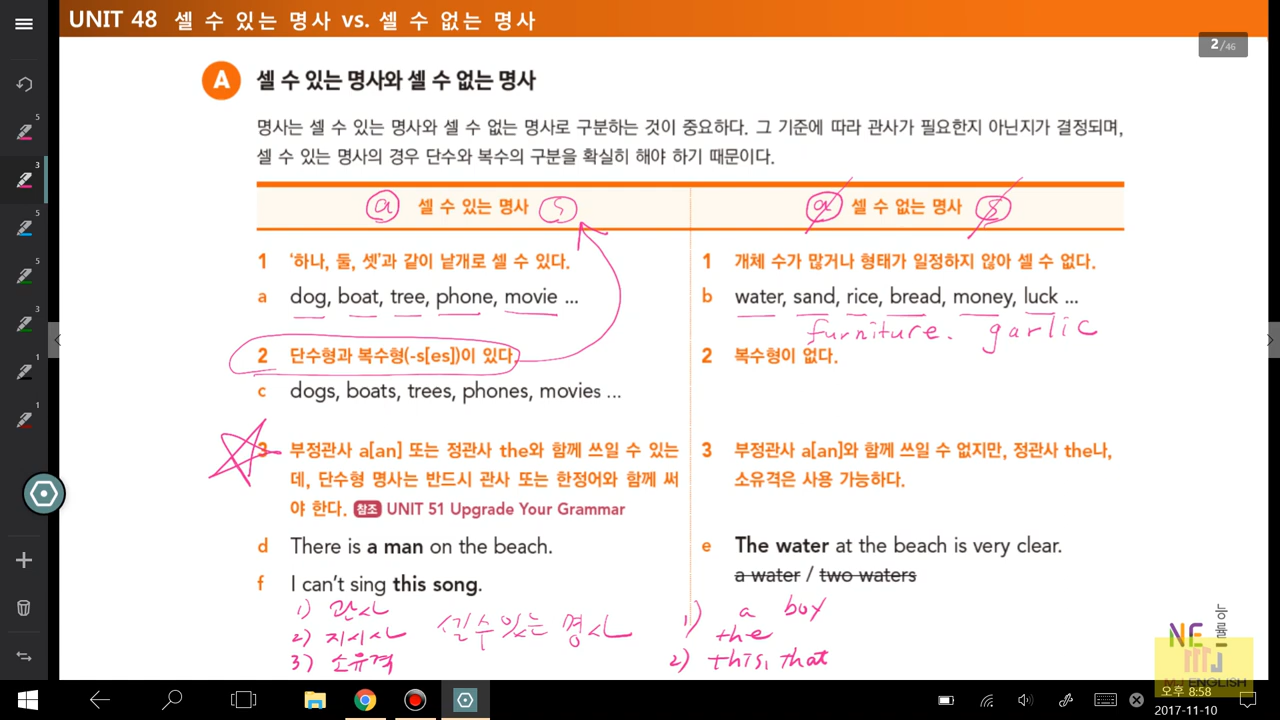 UNIT 48 셀 수 있는 명사 vs. 셀 수 없는 명사
2/46
A 셀 수 있는 명사와 셀 수 없는 명사
명사는 셀 수 있는 명사와 셀 수 없는 명사로 구분하는 것이 중요하다. 그 기준에 따라 관사가 필요한지 아닌지가 결정되며,
셀 수 있는 명사의 경우 단수와 복수의 구분을 확실히 해야 하기 때문이다.
a 셀 수 있는 명사 s
1 '하나, 둘, 셋'과 같이 낱개로 셀 수 있다.
a dog, boat, tree, phone, movie ...
2 단수형과 복수형(-s[es])이 있다.
c dogs, boats, trees, phones, movies ...
3 부정관사 a[an] 또는 정관사 the와 함께 쓰일 수 있는
데, 단수형 명사는 반드시 관사 또는 한정어와 함께 써
야 한다. 참조 UNIT 51 Upgrade Your Grammar
d There is a man on the beach.
f I can't sing this song.
1) 관사
2) 지시사
3) 소유격
셀 수 있는 명사
a 셀 수 없는 명사 s
1 개체 수가 많거나 형태가 일정하지 않아 셀 수 없다.
b water, sand, rice, bread, money, luck ...
furniture. garlic
2 복수형이 없다.
3 부정관사 a[an]와 함께 쓰일 수 없지만, 정관사 the나,
소유격은 사용 가능하다.
e The water at the beach is very clear.
a water / two waters
1) a boy
the
2) this, that
NE 능률
MJ ENGLISH
오후 8:58
2017-11-10
5
3
5
5
3
1
1